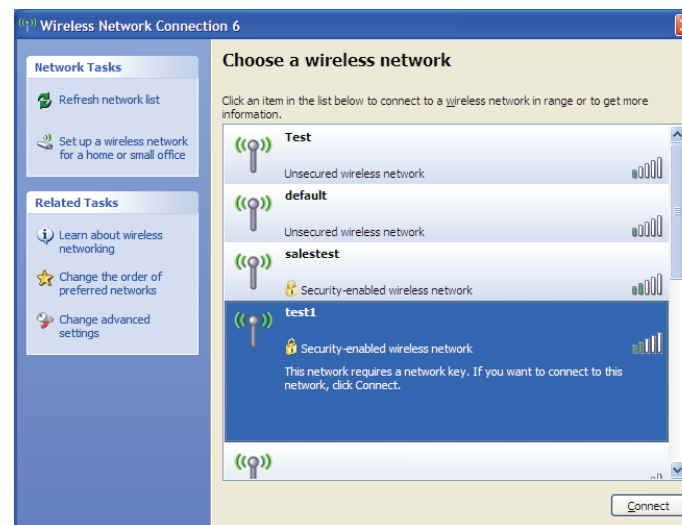 Wireless Network Connection 6
Network Tasks
Refresh network list
Set up a wireless network
for a home or small office
Related Tasks
Learn about wireless
networking
Change the order of
preferred networks
Change advanced
settings
Choose a wireless network
Click an item in the list below to connect to a wireless network in range or to get more
information.
Test
Unsecured wireless network
default
Unsecured wireless network
salestest
Security-enabled wireless network
test1
Security-enabled wireless network
This network requires a network key. If you want to connect to this
network, click Connect.
Connect